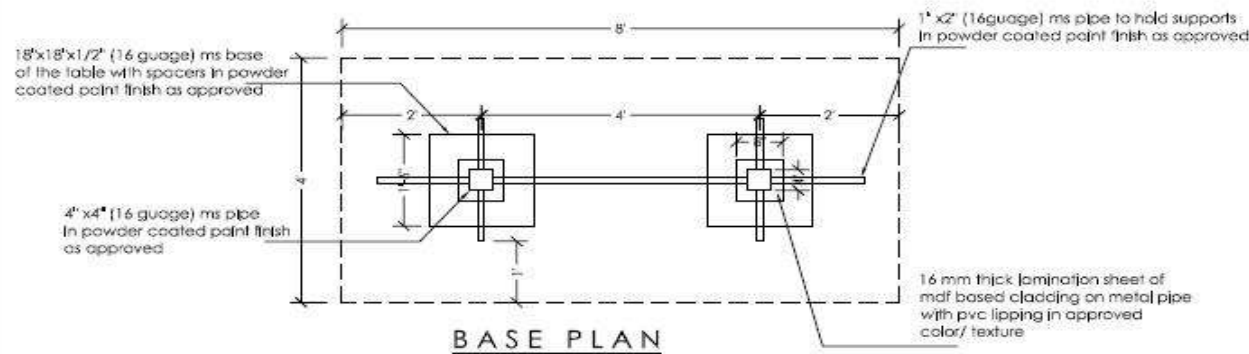 8'
1" x2" (16guage) ms pipe to hold supports
in powder coated paint finish as approved
18"x18"x1/2" (16 guage) ms base
of the table with spacers in powder
coated paint finish as approved
2'
4'
2'
4'
4" x4" (16 guage) ms pipe
in powder coated paint finish
as approved
1'
16 mm thick lamination sheet of
mdf based cladding on metal pipe
with pvc lipping in approved
color/ texture
BASE PLAN